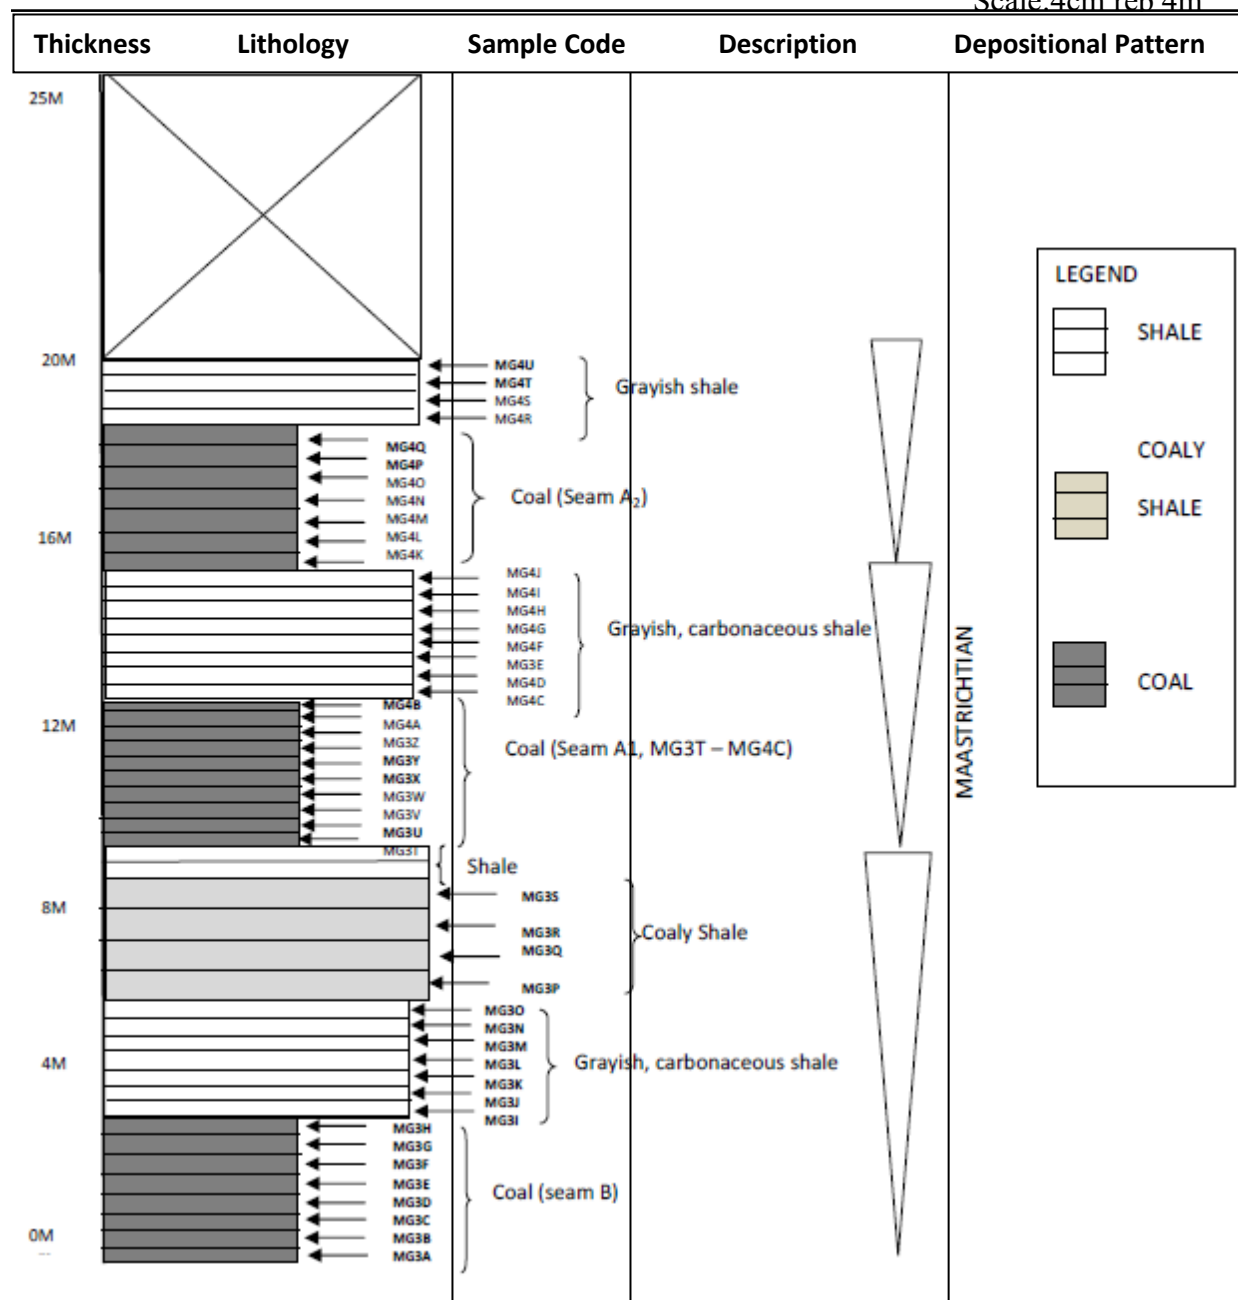 Scale.4cm rep 4m
Thickness Lithology Sample Code Description Depositional Pattern
25M
LEGEND
SHALE
20M
MG4U
MG4T
MG4S
MG4R
Grayish shale
COALY
SHALE
MG4Q
MG4P
MG4O
MG4N
MG4M
MG4L
MG4K
Coal (Seam A2)
16M
MG4J
MG4I
MG4H
MG4G
MG4F
MG3E
MG4D
MG4C
Grayish, carbonaceous shale
COAL
MAASTRICHTIAN
12M
MG4B
MG4A
MG3Z
MG3Y
MG3X
MG3W
MG3V
MG3U
MG3T
Coal (Seam A1, MG3T – MG4C)
Shale
8M
MG3S
MG3R
MG3Q
MG3P
Coaly Shale
MG3O
MG3N
MG3M
MG3L
MG3K
MG3J
MG3I
Grayish, carbonaceous shale
4M
MG3H
MG3G
MG3F
MG3E
MG3D
MG3C
MG3B
MG3A
Coal (seam B)
0M